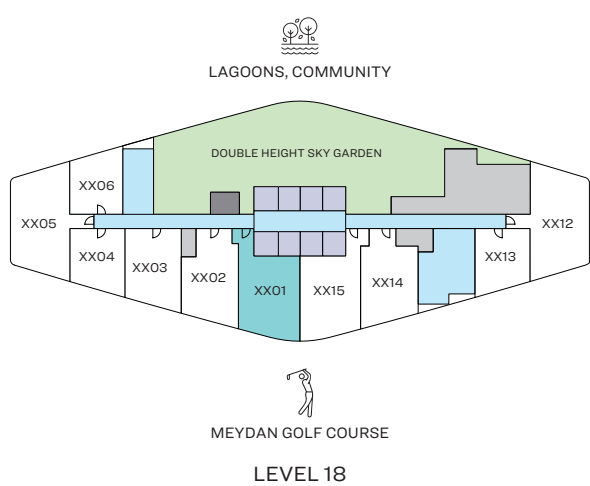 LAGOONS, COMMUNITY
DOUBLE HEIGHT SKY GARDEN
XX06
XX05
XX12
XX04
XX03
XX02
XX01
XX15
XX14
XX13
MEYDAN GOLF COURSE
LEVEL 18